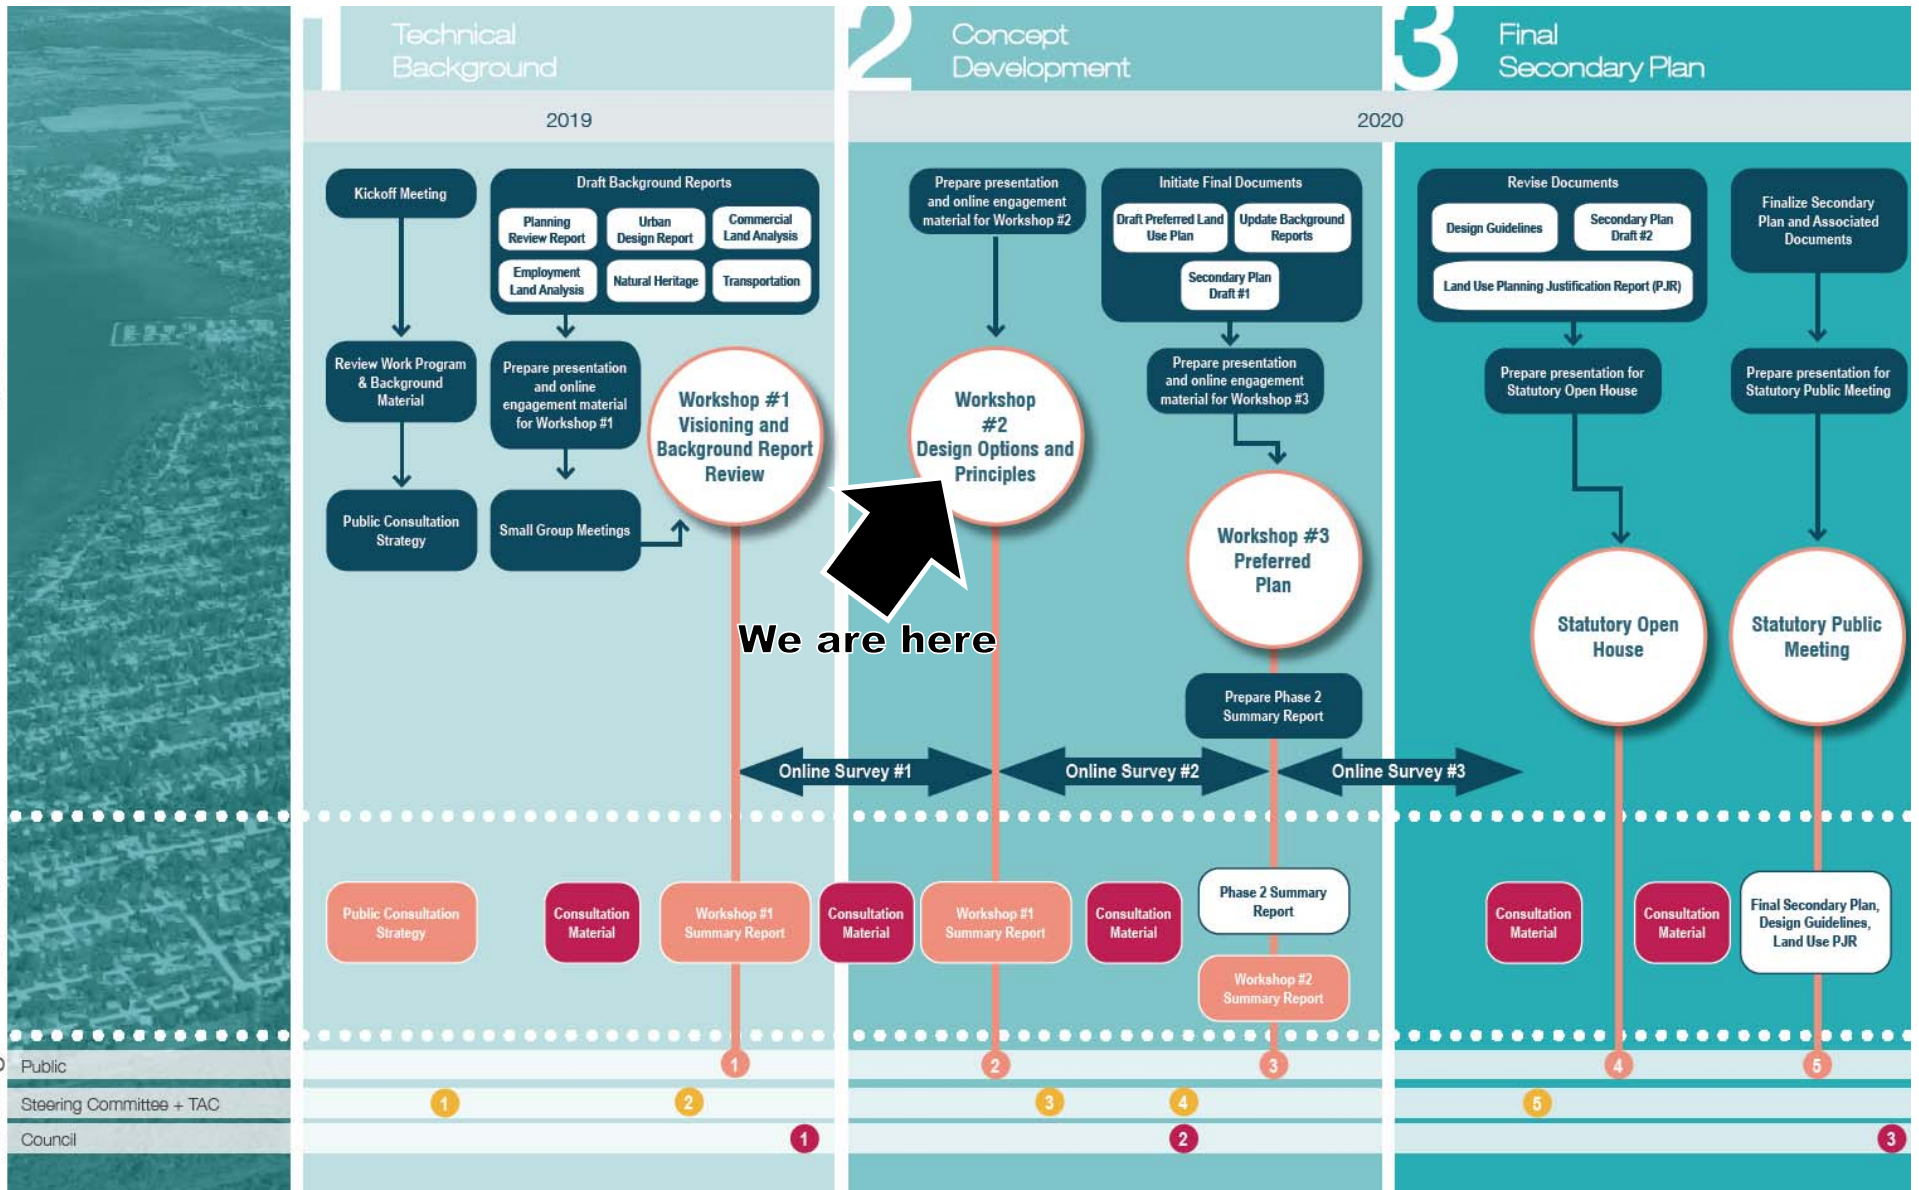 1
Technical
Background
2
Concept
Development
3
Final
Secondary Plan
2019
2020
Kickoff Meeting
Review Work Program
& Background
Material
Public Consultation
Strategy
Draft Background Reports
Planning
Review Report
Urban
Design Report
Commercial
Land Analysis
Employment
Land Analysis
Natural Heritage
Transportation
Prepare presentation
and online
engagement material
for Workshop #1
Small Group Meetings
Workshop #1
Visioning and
Background Report
Review
Prepare presentation
and online engagement
material for Workshop #2
Workshop
#2
Design Options and
Principles
We are here
Initiate Final Documents
Draft Preferred Land
Use Plan
Update Background
Reports
Secondary Plan
Draft #1
Prepare presentation
and online engagement
material for Workshop #3
Workshop #3
Preferred
Plan
Prepare Phase 2
Summary Report
Revise Documents
Design Guidelines
Secondary Plan
Draft #2
Land Use Planning Justification Report (PJR)
Prepare presentation for
Statutory Open House
Statutory Open
House
Finalize Secondary
Plan and Associated
Documents
Prepare presentation for
Statutory Public Meeting
Statutory Public
Meeting
Online Survey #1
Online Survey #2
Online Survey #3
Public Consultation
Strategy
Consultation
Material
Workshop #1
Summary Report
Consultation
Material
Workshop #1
Summary Report
Consultation
Material
Phase 2 Summary
Report
Workshop #2
Summary Report
Consultation
Material
Consultation
Material
Final Secondary Plan,
Design Guidelines,
Land Use PJR
Public
1
2
3
4
5
Steering Committee + TAC
1
2
3
4
5
Council
1
2
3